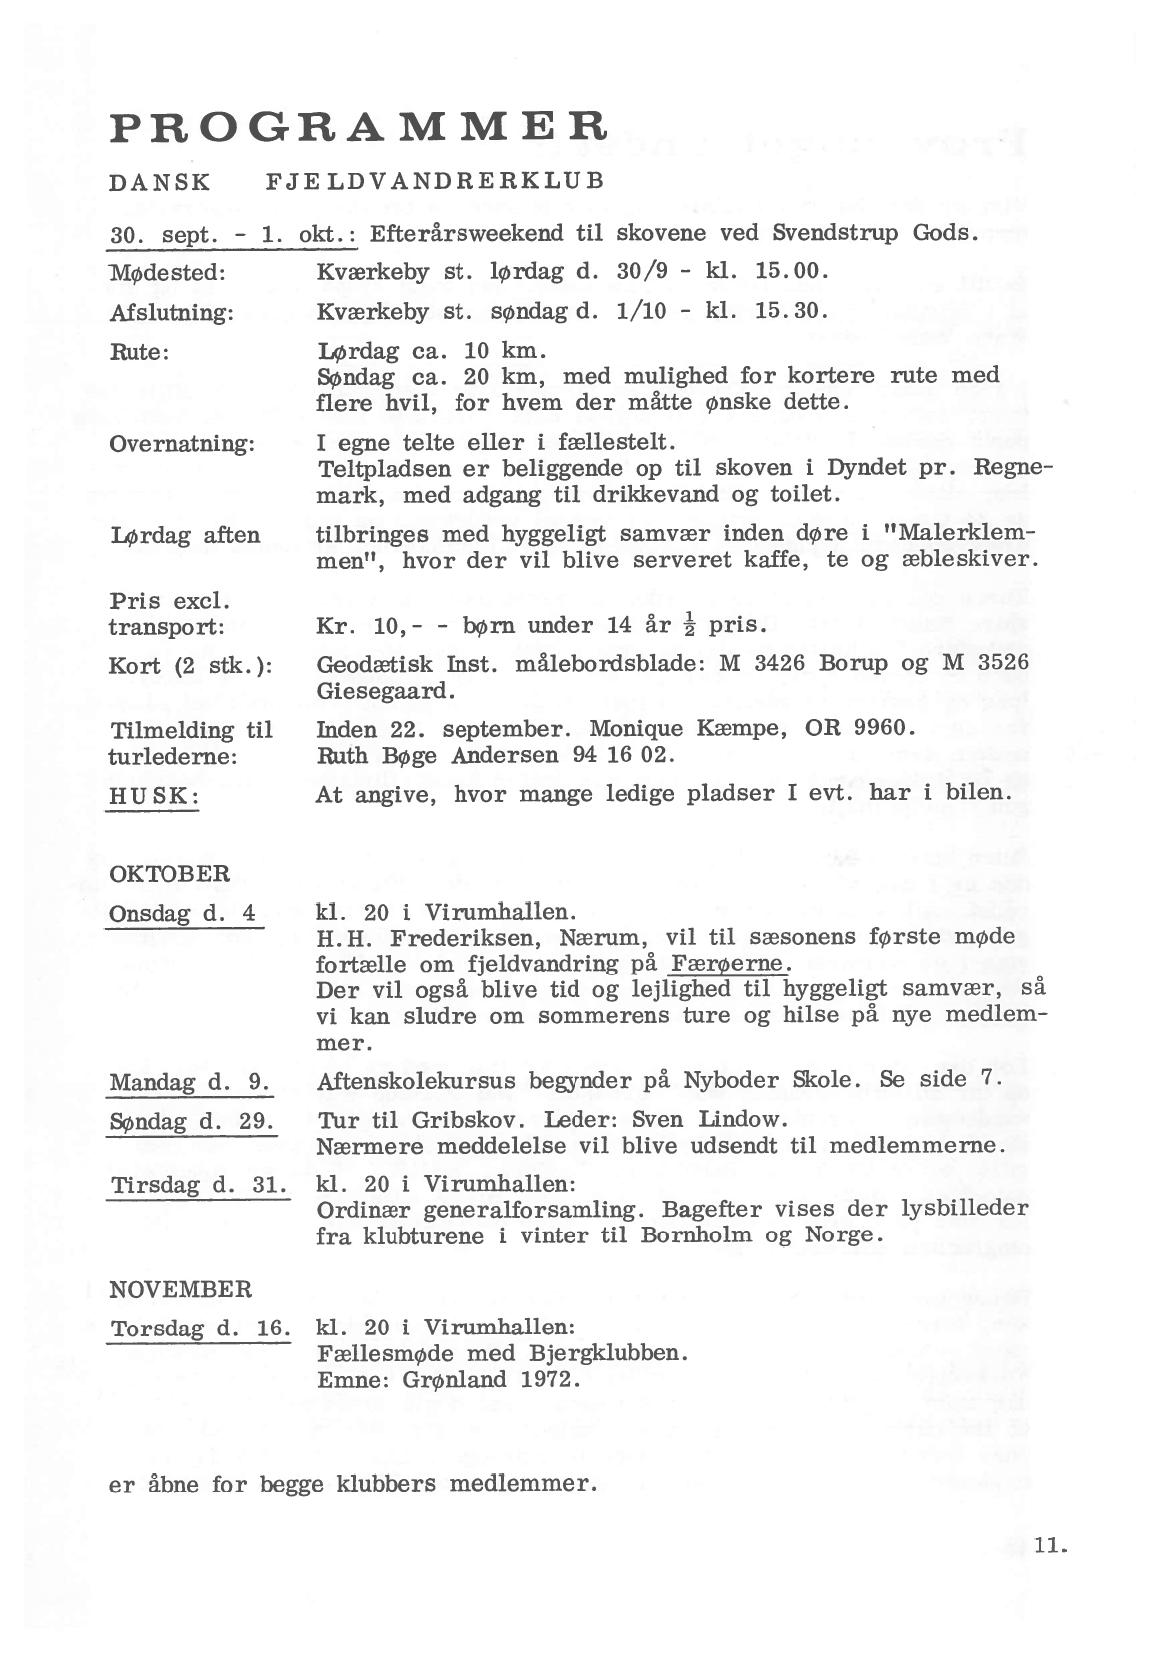 PROGRAMMER
DANSK FJELDVANDRERKLUB
30. sept. - 1. okt.: Efterårsweekend til skovene ved Svendstrup Gods.
Mødested: Kværkeby st. lørdag d. 30/9 - kl. 15.00.
Afslutning: Kværkeby st. søndag d. 1/10 - kl. 15.30.
Rute: Lørdag ca. 10 km.
Søndag ca. 20 km, med mulighed for kortere rute med
flere hvil, for hvem der måtte ønske dette.
Overnatning: I egne telte eller i fællestelt.
Teltpladsen er beliggende op til skoven i Dyndet pr. Regne-
mark, med adgang til drikkevand og toilet.
Lørdag aften tilbringes med hyggeligt samvær inden døre i "Malerklem-
men", hvor der vil blive serveret kaffe, te og æbleskiver.
Pris excl.
transport: Kr. 10,- - børn under 14 år ½ pris.
Kort (2 stk.): Geodætisk Inst. målebordsblade: M 3426 Borup og M 3526
Giesegaard.
Tilmelding til Inden 22. september. Monique Kæmpe, OR 9960.
turlederne: Ruth Bøge Andersen 94 16 02.
HUSK: At angive, hvor mange ledige pladser I evt. har i bilen.
OKTOBER
Onsdag d. 4 kl. 20 i Virumhallen.
H.H. Frederiksen, Nærum, vil til sæsonens første møde
fortælle om fjeldvandring på Færøerne.
Der vil også blive tid og lejlighed til hyggeligt samvær, så
vi kan sludre om sommerens ture og hilse på nye medlem-
mer.
Mandag d. 9. Aftenskolekursus begynder på Nyboder Skole. Se side 7.
Søndag d. 29. Tur til Gribskov. Leder: Sven Lindow.
Nærmere meddelelse vil blive udsendt til medlemmerne.
Tirsdag d. 31. kl. 20 i Virumhallen:
Ordinær generalforsamling. Bagefter vises der lysbilleder
fra klubturene i vinter til Bornholm og Norge.
NOVEMBER
Torsdag d. 16. kl. 20 i Virumhallen:
Fællesmøde med Bjergklubben.
Emne: Grønland 1972.
er åbne for begge klubbers medlemmer.
11.